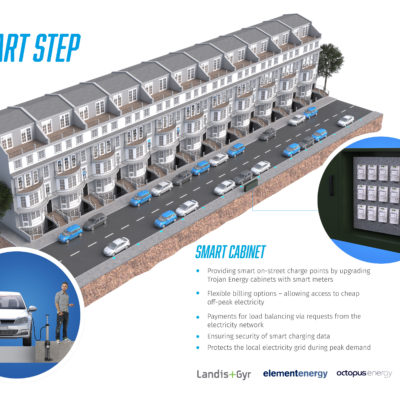 ART STEP
SMART CABINET
• Providing smart on-street charge points by upgrading
Trojan Energy cabinets with smart meters
• Flexible billing options – allowing access to cheap
off-peak electricity
• Payments for load balancing via requests from the
electricity network
• Ensuring security of smart charging data
• Protects the local electricity grid during peak demand
Landis+Gyr elementenergy octopusenergy